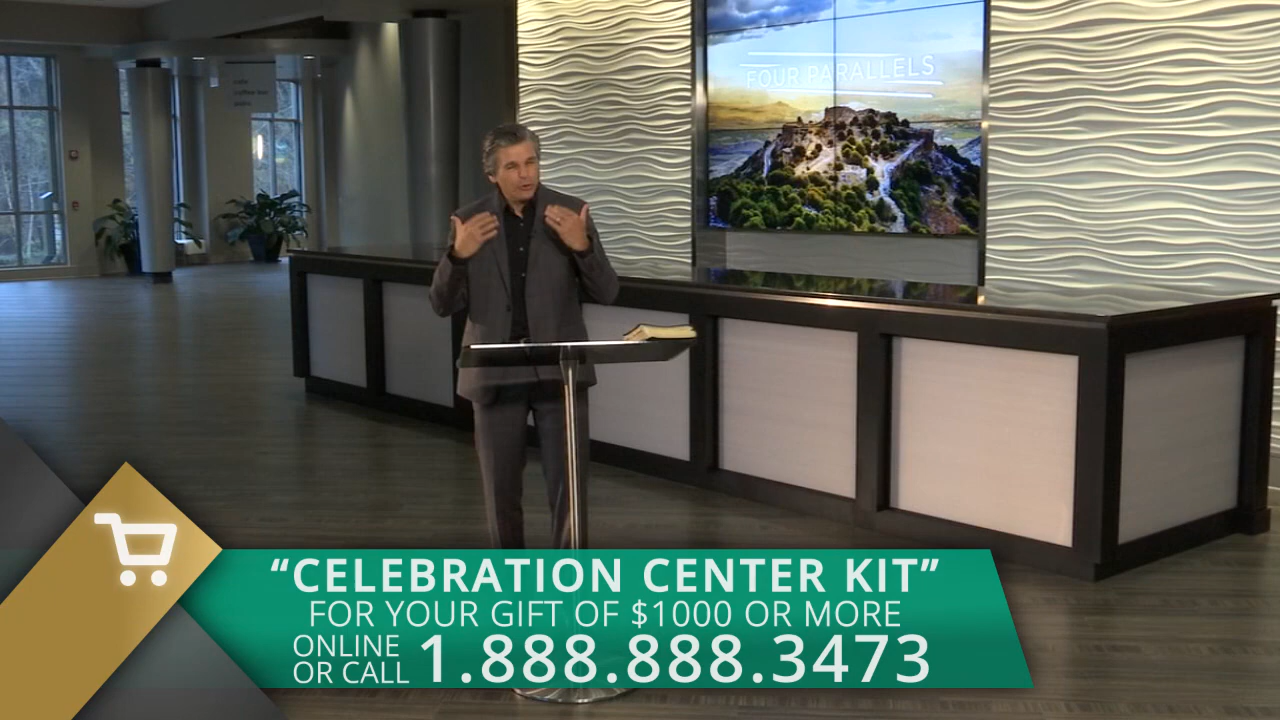 FOUR PARALLELS
“CELEBRATION CENTER KIT”
FOR YOUR GIFT OF $1000 OR MORE
ONLINE
OR CALL 1.888.888.3473